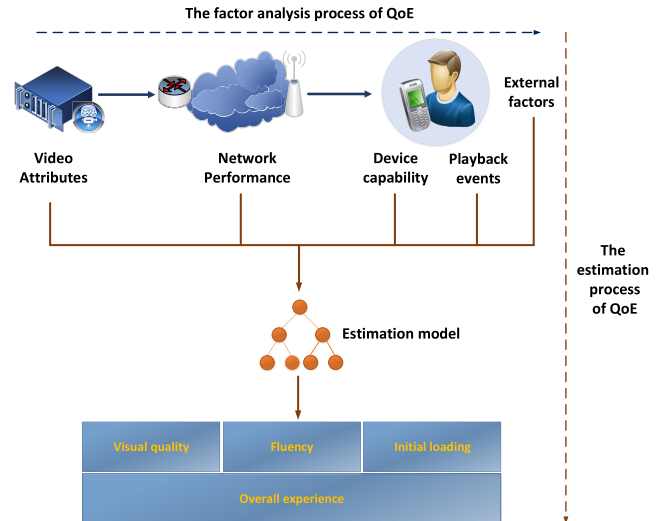 The factor analysis process of QoE
External
factors
Video
Attributes
Network
Performance
Device
capability
Playback
events
The
estimation
process
of QoE
Estimation model
Visual quality
Fluency
Initial loading
Overall experience